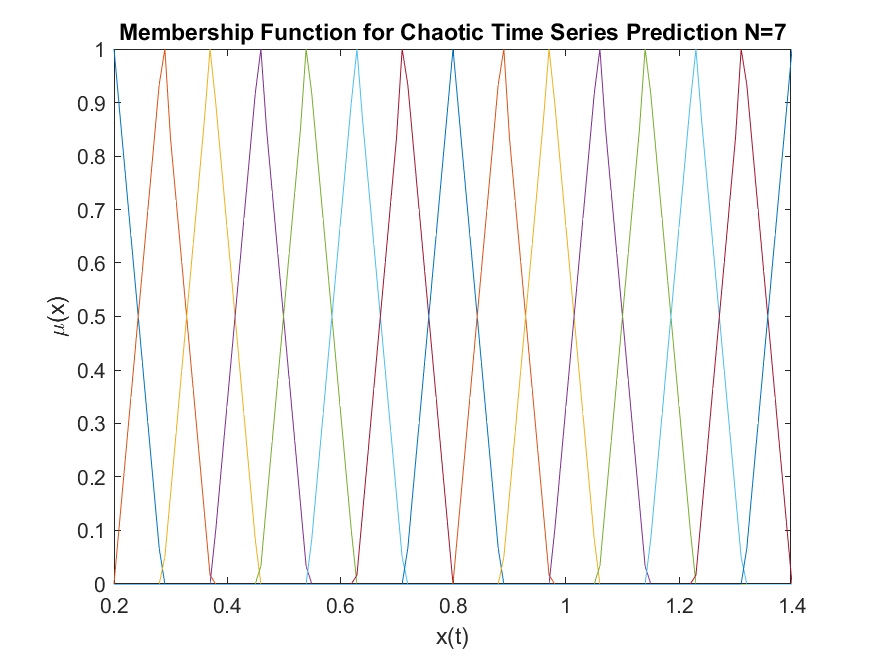 Membership Function for Chaotic Time Series Prediction N=7
1
0.9
0.8
0.7
0.6
0.5
0.4
0.3
0.2
0.1
0
μ(x)
0.2 0.4 0.6 0.8 1 1.2 1.4
x(t)